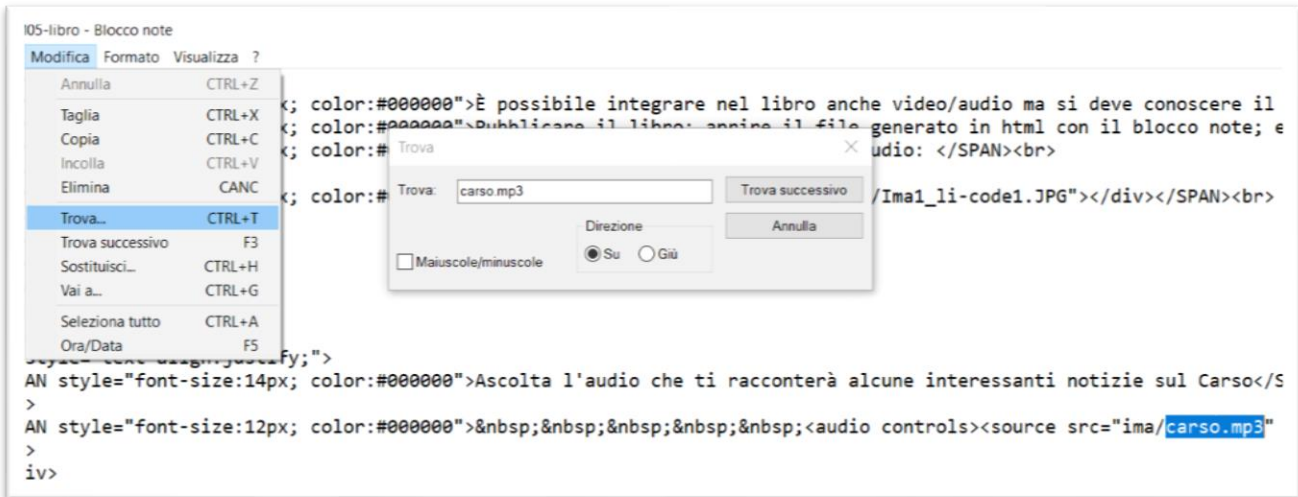 l05-libro - Blocco note
Modifica Formato Visualizza ?
Annulla CTRL+Z
Taglia CTRL+X
Copia CTRL+C
Incolla CTRL+V
Elimina CANC
Trova... CTRL+T
Trova successivo F3
Sostituisci... CTRL+H
Vai a... CTRL+G
Seleziona tutto CTRL+A
Ora/Data F5
x; color:#000000">È possibile integrare nel libro anche video/audio ma si deve conoscere il
x; color:#000000">Pubblicare il libro: aprire il file generato in html con il blocco note; e
x; color:# udio: </SPAN><br>
x; color:# /Ima1_li-code1.JPG"></div></SPAN><br>
Trova
Trova: carso.mp3 Trova successivo
Direzione Annulla
Maiuscole/minuscole Su Giù
style="text-align:justify;">
AN style="font-size:14px; color:#000000">Ascolta l'audio che ti racconterà alcune interessanti notizie sul Carso</S
>
AN style="font-size:12px; color:#000000">&nbsp;&nbsp;&nbsp;&nbsp;&nbsp;<audio controls><source src="ima/carso.mp3"
>
iv>